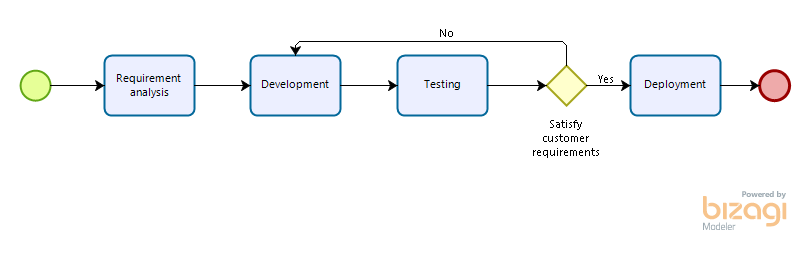 No
Requirement
analysis
Development
Testing
Yes
Deployment
Satisfy
customer
requirements
Powered by
bizagi
Modeler